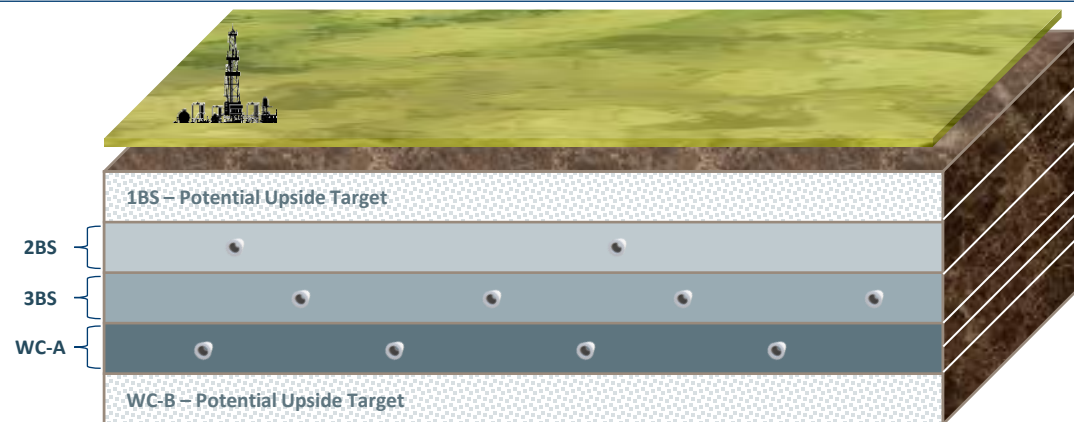 1BS – Potential Upside Target
2BS
3BS
WC-A
WC-B – Potential Upside Target